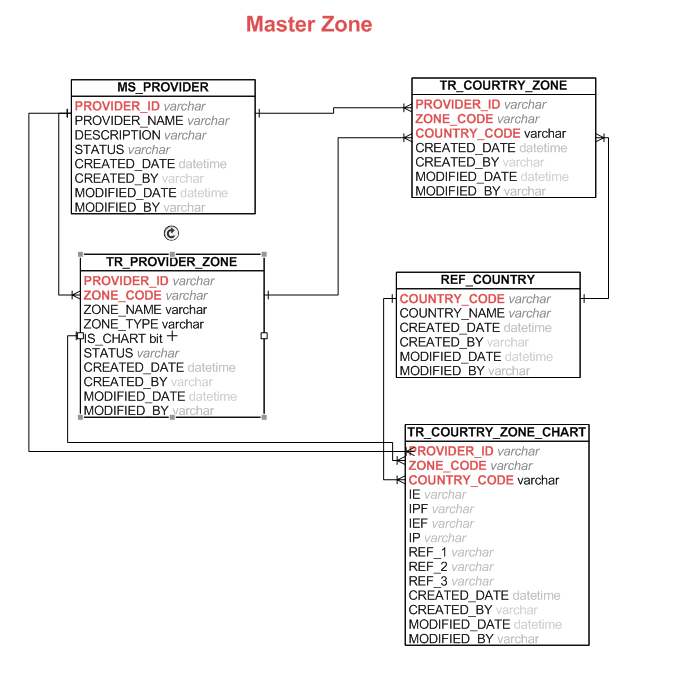 Master Zone
MS_PROVIDER
PROVIDER_ID varchar
PROVIDER_NAME varchar
DESCRIPTION varchar
STATUS varchar
CREATED_DATE datetime
CREATED_BY varchar
MODIFIED_DATE datetime
MODIFIED_BY varchar
TR_COURTRY_ZONE
PROVIDER_ID varchar
ZONE_CODE varchar
COUNTRY_CODE varchar
CREATED_DATE datetime
CREATED_BY varchar
MODIFIED_DATE datetime
MODIFIED_BY varchar
TR_PROVIDER_ZONE
PROVIDER_ID varchar
ZONE_CODE varchar
ZONE_NAME varchar
ZONE_TYPE varchar
IS_CHART bit
STATUS varchar
CREATED_DATE datetime
CREATED_BY varchar
MODIFIED_DATE datetime
MODIFIED_BY varchar
REF_COUNTRY
COUNTRY_CODE varchar
COUNTRY_NAME varchar
CREATED_DATE datetime
CREATED_BY varchar
MODIFIED_DATE datetime
MODIFIED_BY varchar
TR_COURTRY_ZONE_CHART
PROVIDER_ID varchar
ZONE_CODE varchar
COUNTRY_CODE varchar
IE varchar
IPF varchar
IEF varchar
IP varchar
REF_1 varchar
REF_2 varchar
REF_3 varchar
CREATED_DATE datetime
CREATED_BY varchar
MODIFIED_DATE datetime
MODIFIED_BY varchar